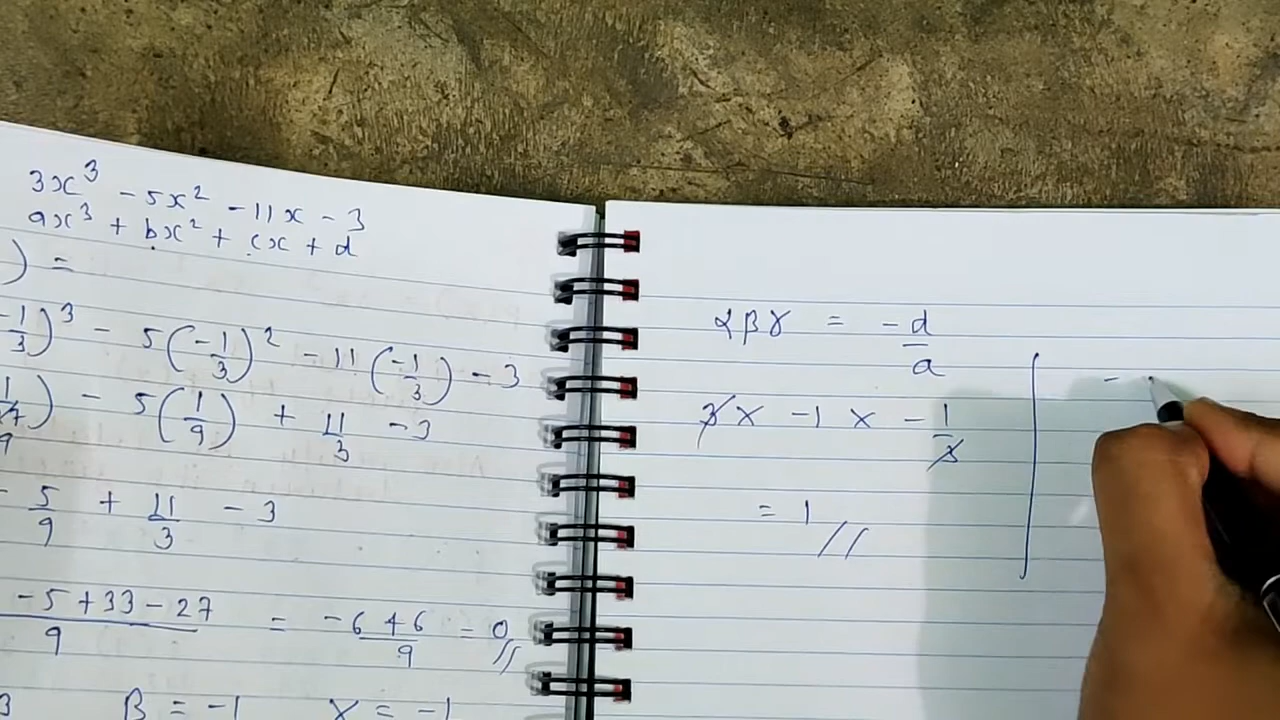 3x³ - 5x² - 11x - 3
ax³ + bx² + cx + d
) =
-1/3)³ - 5(-1/3)² - 11(-1/3) - 3
) - 5(1/9) + 11/3 - 3
- 5/9 + 11/3 - 3
-5 + 33 - 27 / 9 = -6 + 6 / 9 = 0//
3 β = -1 γ = -1
αβγ = -d/a
3 x -1 x -1/3
= 1//
-